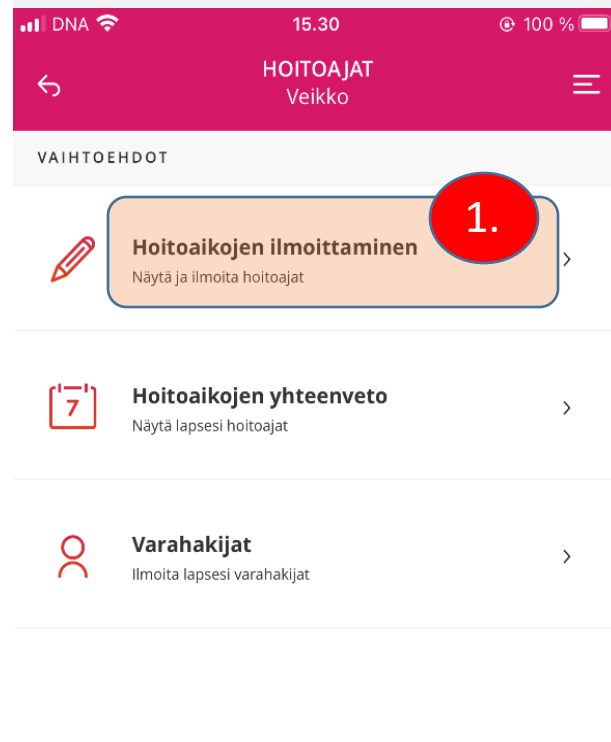 DNA 15.30 100 %
HOITOAJAT
Veikko
VAIHTOEHDOT
1.
Hoitoaikojen ilmoittaminen
Näytä ja ilmoita hoitoajat
7
Hoitoaikojen yhteenveto
Näytä lapsesi hoitoajat
Varahakijat
Ilmoita lapsesi varahakijat